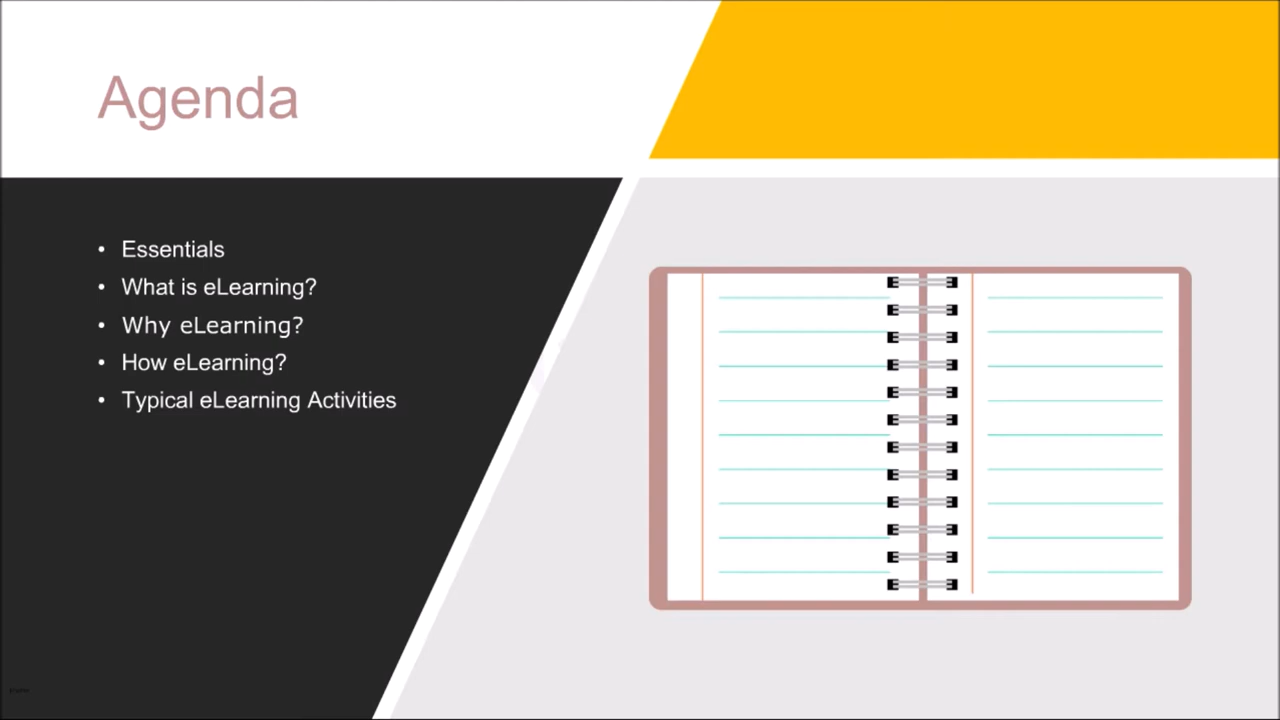 Agenda
• Essentials
• What is eLearning?
• Why eLearning?
• How eLearning?
• Typical eLearning Activities